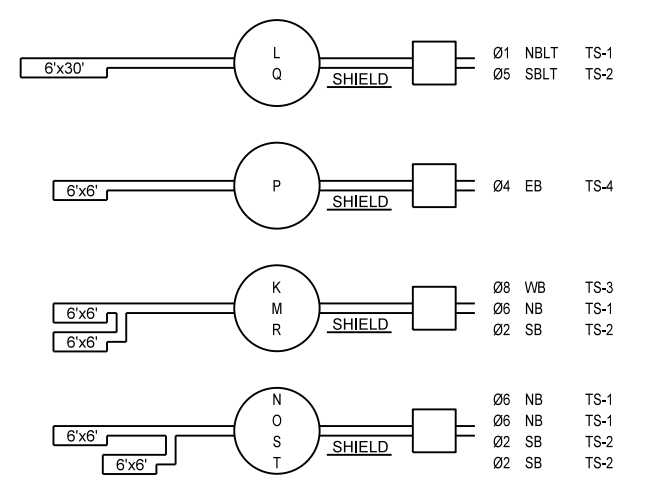 L Ø1 NBLT TS-1
6'x30' Q SHIELD Ø5 SBLT TS-2
6'x6' P SHIELD Ø4 EB TS-4
K Ø8 WB TS-3
6'x6' M Ø6 NB TS-1
6'x6' R SHIELD Ø2 SB TS-2
N Ø6 NB TS-1
O Ø6 NB TS-1
6'x6' S SHIELD Ø2 SB TS-2
6'x6' T Ø2 SB TS-2